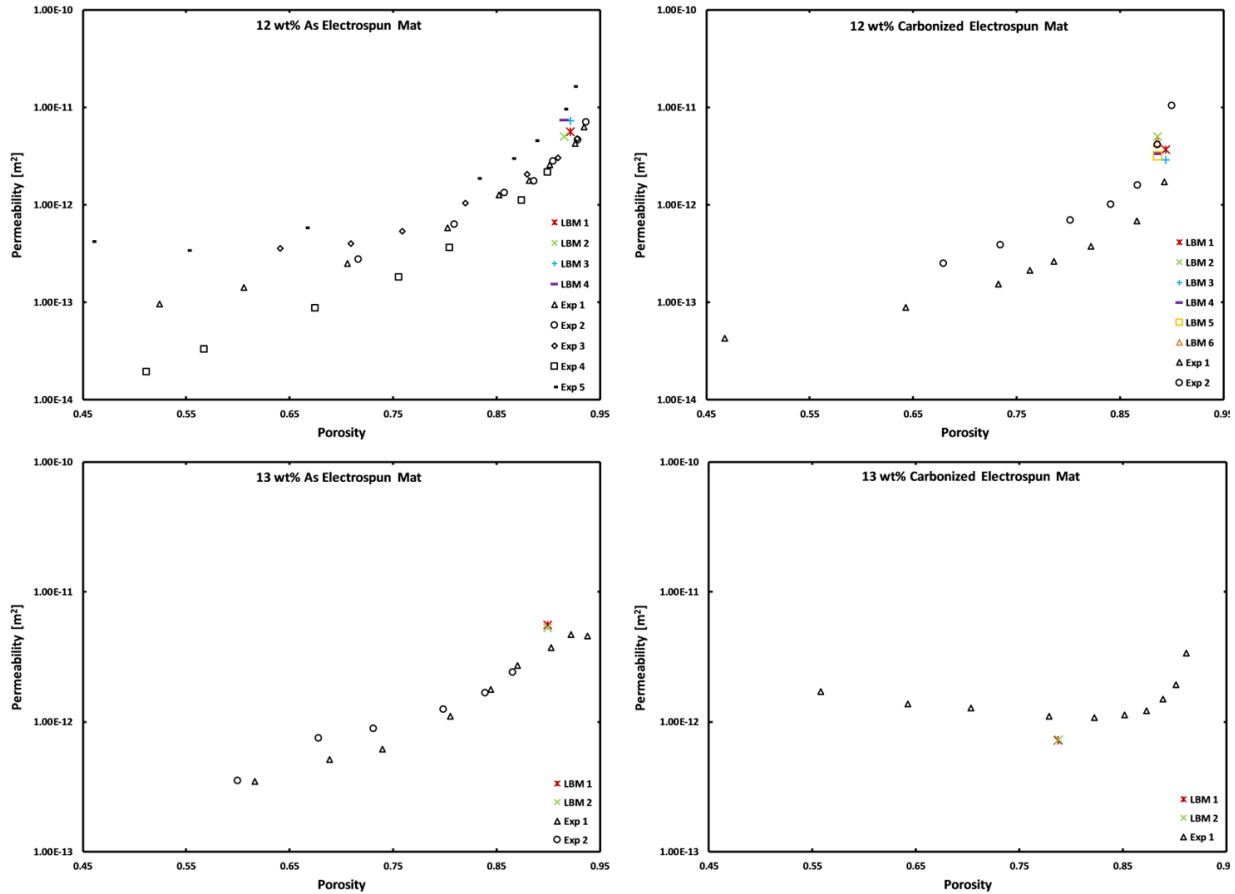 12 wt% As Electrospun Mat
1.00E-10
1.00E-11
1.00E-12
1.00E-13
1.00E-14
Permeability [m²]
0.45 0.55 0.65 0.75 0.85 0.95
Porosity
LBM 1
LBM 2
LBM 3
LBM 4
Exp 1
Exp 2
Exp 3
Exp 4
Exp 5
12 wt% Carbonized Electrospun Mat
1.00E-10
1.00E-11
1.00E-12
1.00E-13
1.00E-14
Permeability [m²]
0.45 0.65 0.75 0.85 0.95
Porosity
LBM 1
LBM 2
LBM 3
LBM 4
LBM 5
LBM 6
Exp 1
Exp 2
13 wt% As Electrospun Mat
1.00E-10
1.00E-11
1.00E-12
1.00E-13
Permeability [m²]
0.45 0.55 0.65 0.75 0.85 0.95
Porosity
LBM 1
LBM 2
Exp 1
Exp 2
13 wt% Carbonized Electrospun Mat
1.00E-10
1.00E-11
1.00E-12
1.00E-13
Permeability [m²]
0.45 0.55 0.65 0.75 0.85 0.9
Porosity
LBM 1
LBM 2
Exp 1